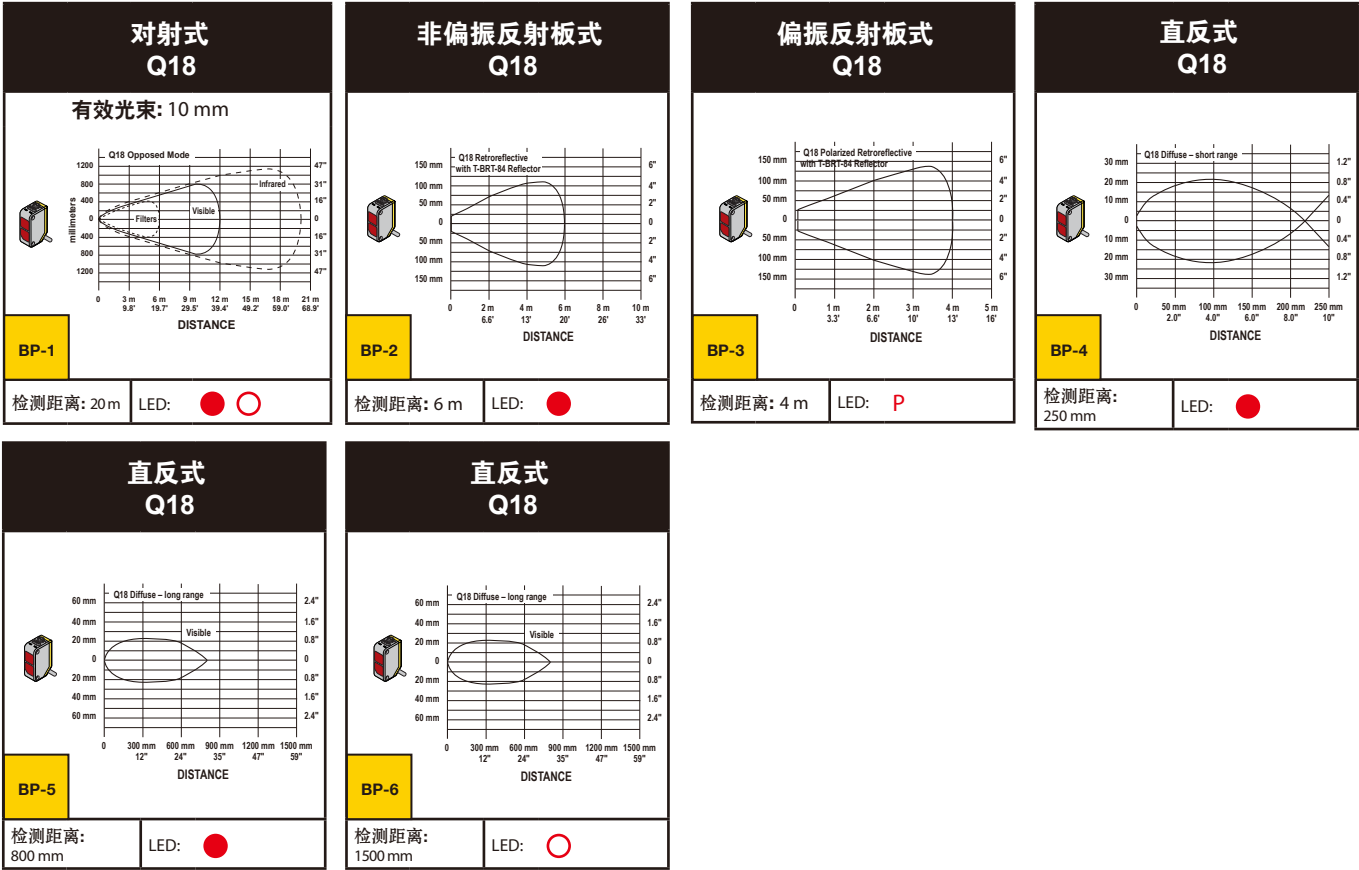 对射式
Q18
有效光束: 10 mm
Q18 Opposed Mode
1200
800
400
0
400
800
1200
millimeters
47"
31"
16"
0
16"
31"
47"
Infrared
Visible
Filters
0 3 m 6 m 9 m 12 m 15 m 18 m 21 m
9.8' 19.7' 29.5' 39.4' 49.2' 59.0' 68.9'
DISTANCE
BP-1
检测距离: 20 m
LED:
非偏振反射板式
Q18
Q18 Retroreflective
with T-BRT-84 Reflector
150 mm
100 mm
50 mm
0
50 mm
100 mm
150 mm
6"
4"
2"
0
2"
4"
6"
0 2 m 4 m 6 m 8 m 10 m
6.6' 13' 20' 26' 33'
DISTANCE
BP-2
检测距离: 6 m
LED:
偏振反射板式
Q18
Q18 Polarized Retroreflective
with T-BRT-84 Reflector
150 mm
100 mm
50 mm
0
50 mm
100 mm
150 mm
6"
4"
2"
0
2"
4"
6"
0 1 m 2 m 3 m 4 m 5 m
3.3' 6.6' 10' 13' 16'
DISTANCE
BP-3
检测距离: 4 m
LED: P
直反式
Q18
Q18 Diffuse – short range
30 mm
20 mm
10 mm
0
10 mm
20 mm
30 mm
1.2"
0.8"
0.4"
0
0.4"
0.8"
1.2"
0 50 mm 100 mm 150 mm 200 mm 250 mm
2.0" 4.0" 6.0" 8.0" 10"
DISTANCE
BP-4
检测距离:
250 mm
LED:
直反式
Q18
Q18 Diffuse – long range
60 mm
40 mm
20 mm
0
20 mm
40 mm
60 mm
2.4"
1.6"
0.8"
0
0.8"
1.6"
2.4"
Visible
0 300 mm 600 mm 900 mm 1200 mm 1500 mm
12" 24" 35" 47" 59"
DISTANCE
BP-5
检测距离:
800 mm
LED:
直反式
Q18
Q18 Diffuse – long range
60 mm
40 mm
20 mm
0
20 mm
40 mm
60 mm
2.4"
1.6"
0.8"
0
0.8"
1.6"
2.4"
Visible
0 300 mm 600 mm 900 mm 1200 mm 1500 mm
12" 24" 35" 47" 59"
DISTANCE
BP-6
检测距离:
1500 mm
LED: